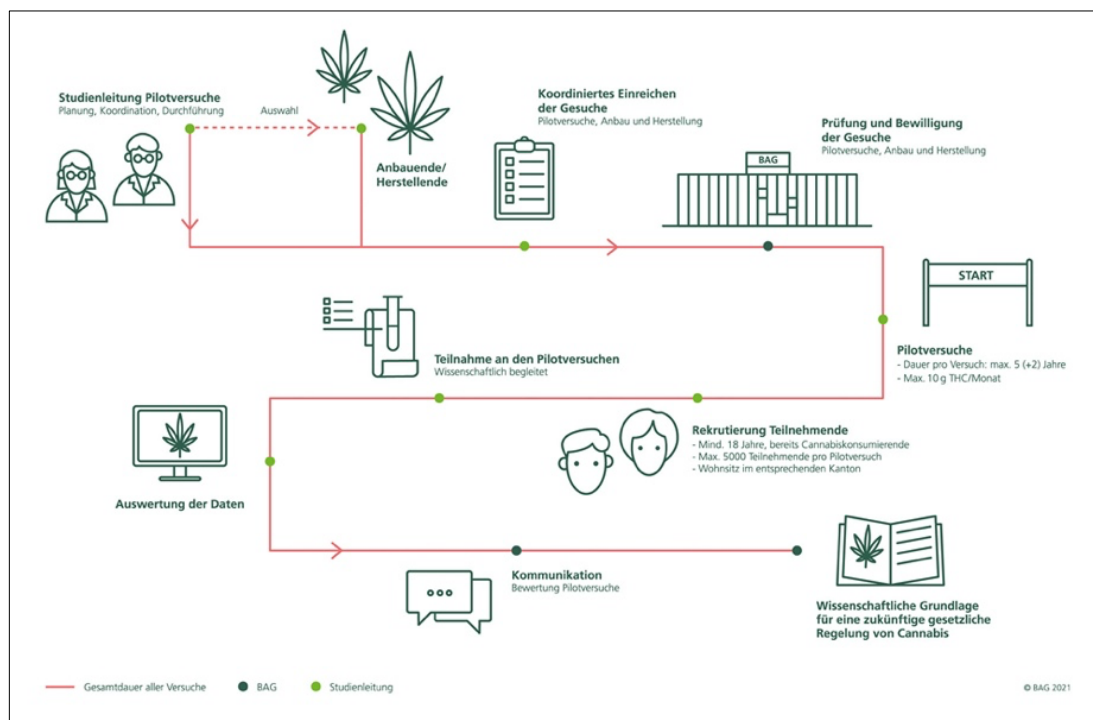 Studienleitung Pilotversuche
Planung, Koordination, Durchführung
Auswahl
Anbauende/
Herstellende
Koordiniertes Einreichen
der Gesuche
Pilotversuche, Anbau und Herstellung
Prüfung und Bewilligung
der Gesuche
Pilotversuche, Anbau und Herstellung
BAG
START
Pilotversuche
- Dauer pro Versuch: max. 5 (+2) Jahre
- Max. 10 g THC/Monat
Teilnahme an den Pilotversuchen
Wissenschaftlich begleitet
Rekrutierung Teilnehmende
- Mind. 18 Jahre, bereits Cannabiskonsumierende
- Max. 5000 Teilnehmende pro Pilotversuch
- Wohnsitz im entsprechenden Kanton
Auswertung der Daten
Kommunikation
Bewertung Pilotversuche
Wissenschaftliche Grundlage
für eine zukünftige gesetzliche
Regelung von Cannabis
Gesamtdauer aller Versuche
BAG
Studienleitung
© BAG 2021